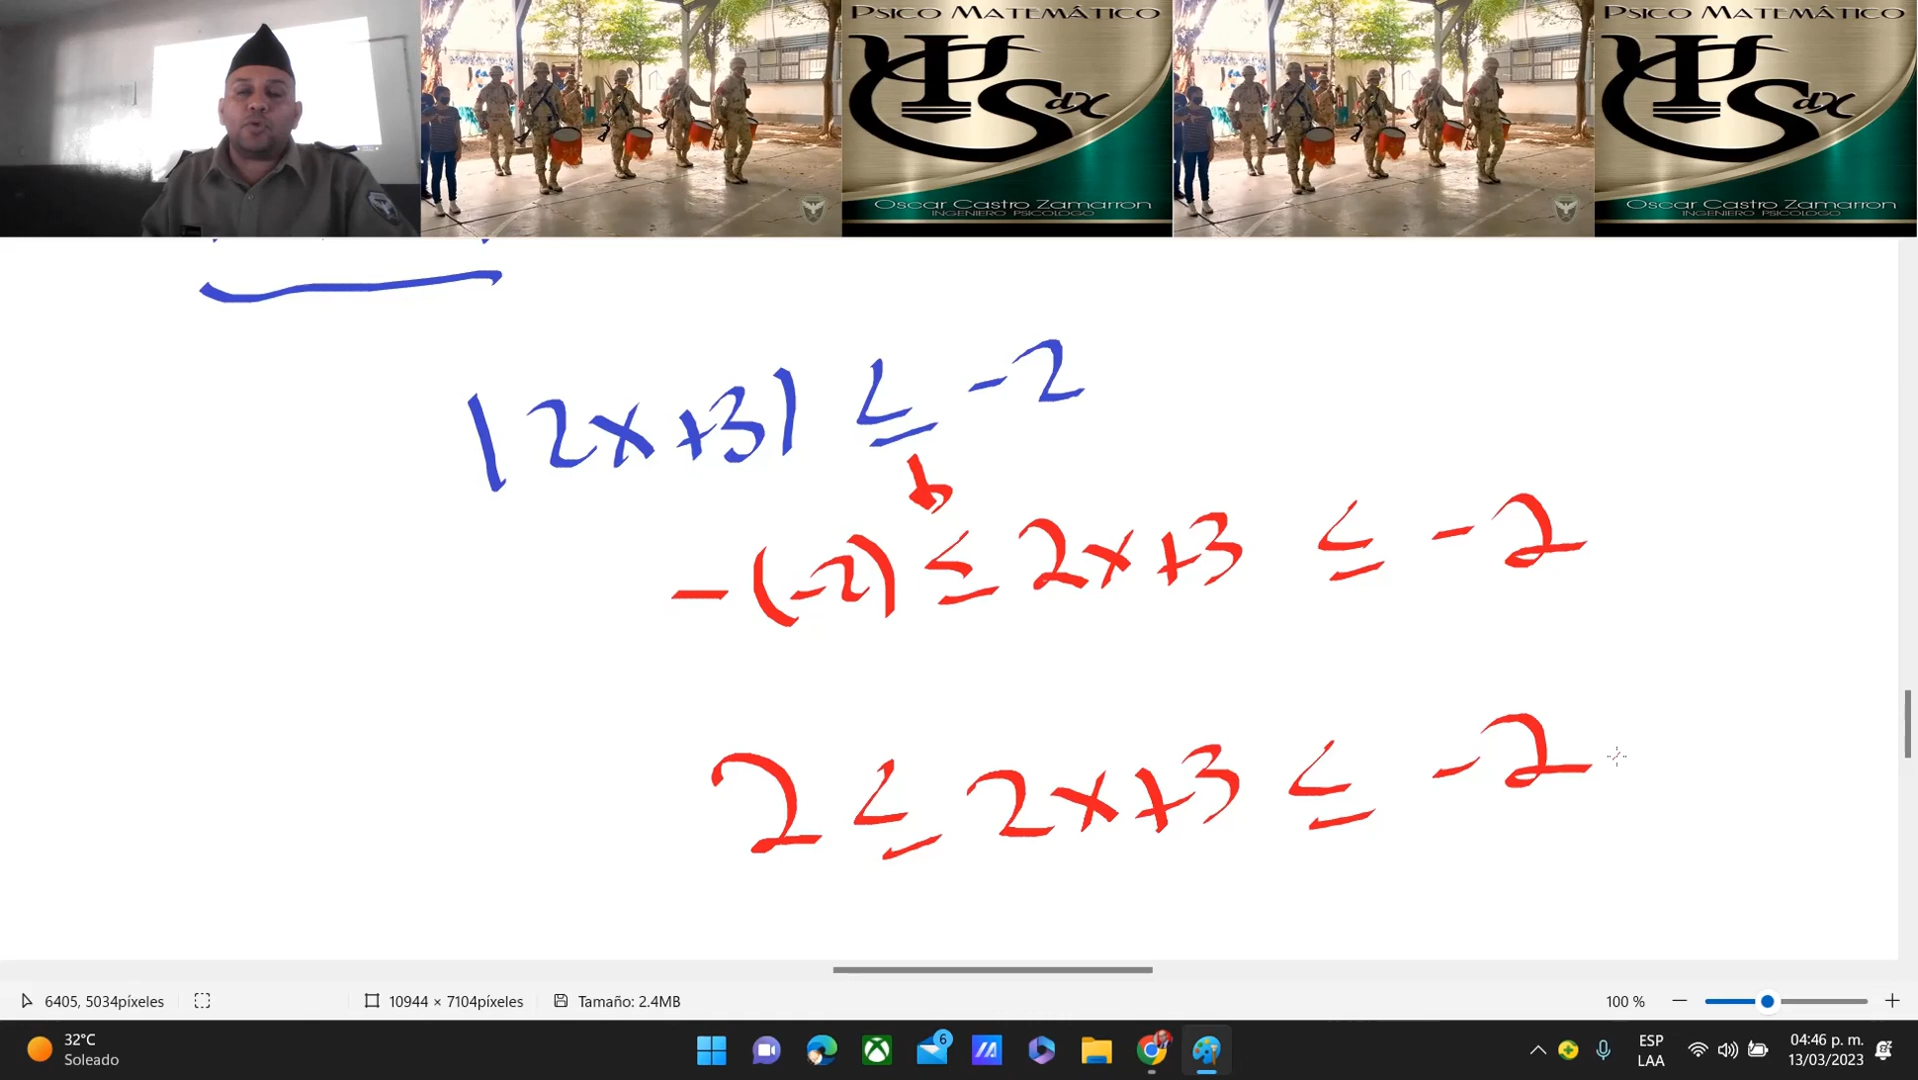 PSICO MATEMÁTICO
Oscar Castro Zamarron
INGENIERO PSICOLOGO
PSICO MATEMÁTICO
Oscar Castro Zamarron
INGENIERO PSICOLOGO
|2x+3| ≤ -2
-(-2) ≤ 2x+3 ≤ -2
2 ≤ 2x+3 ≤ -2
6405, 5034píxeles
10944 × 7104píxeles
Tamaño: 2.4MB
100 %
32°C
Soleado
6
ESP
LAA
04:46 p. m.
13/03/2023